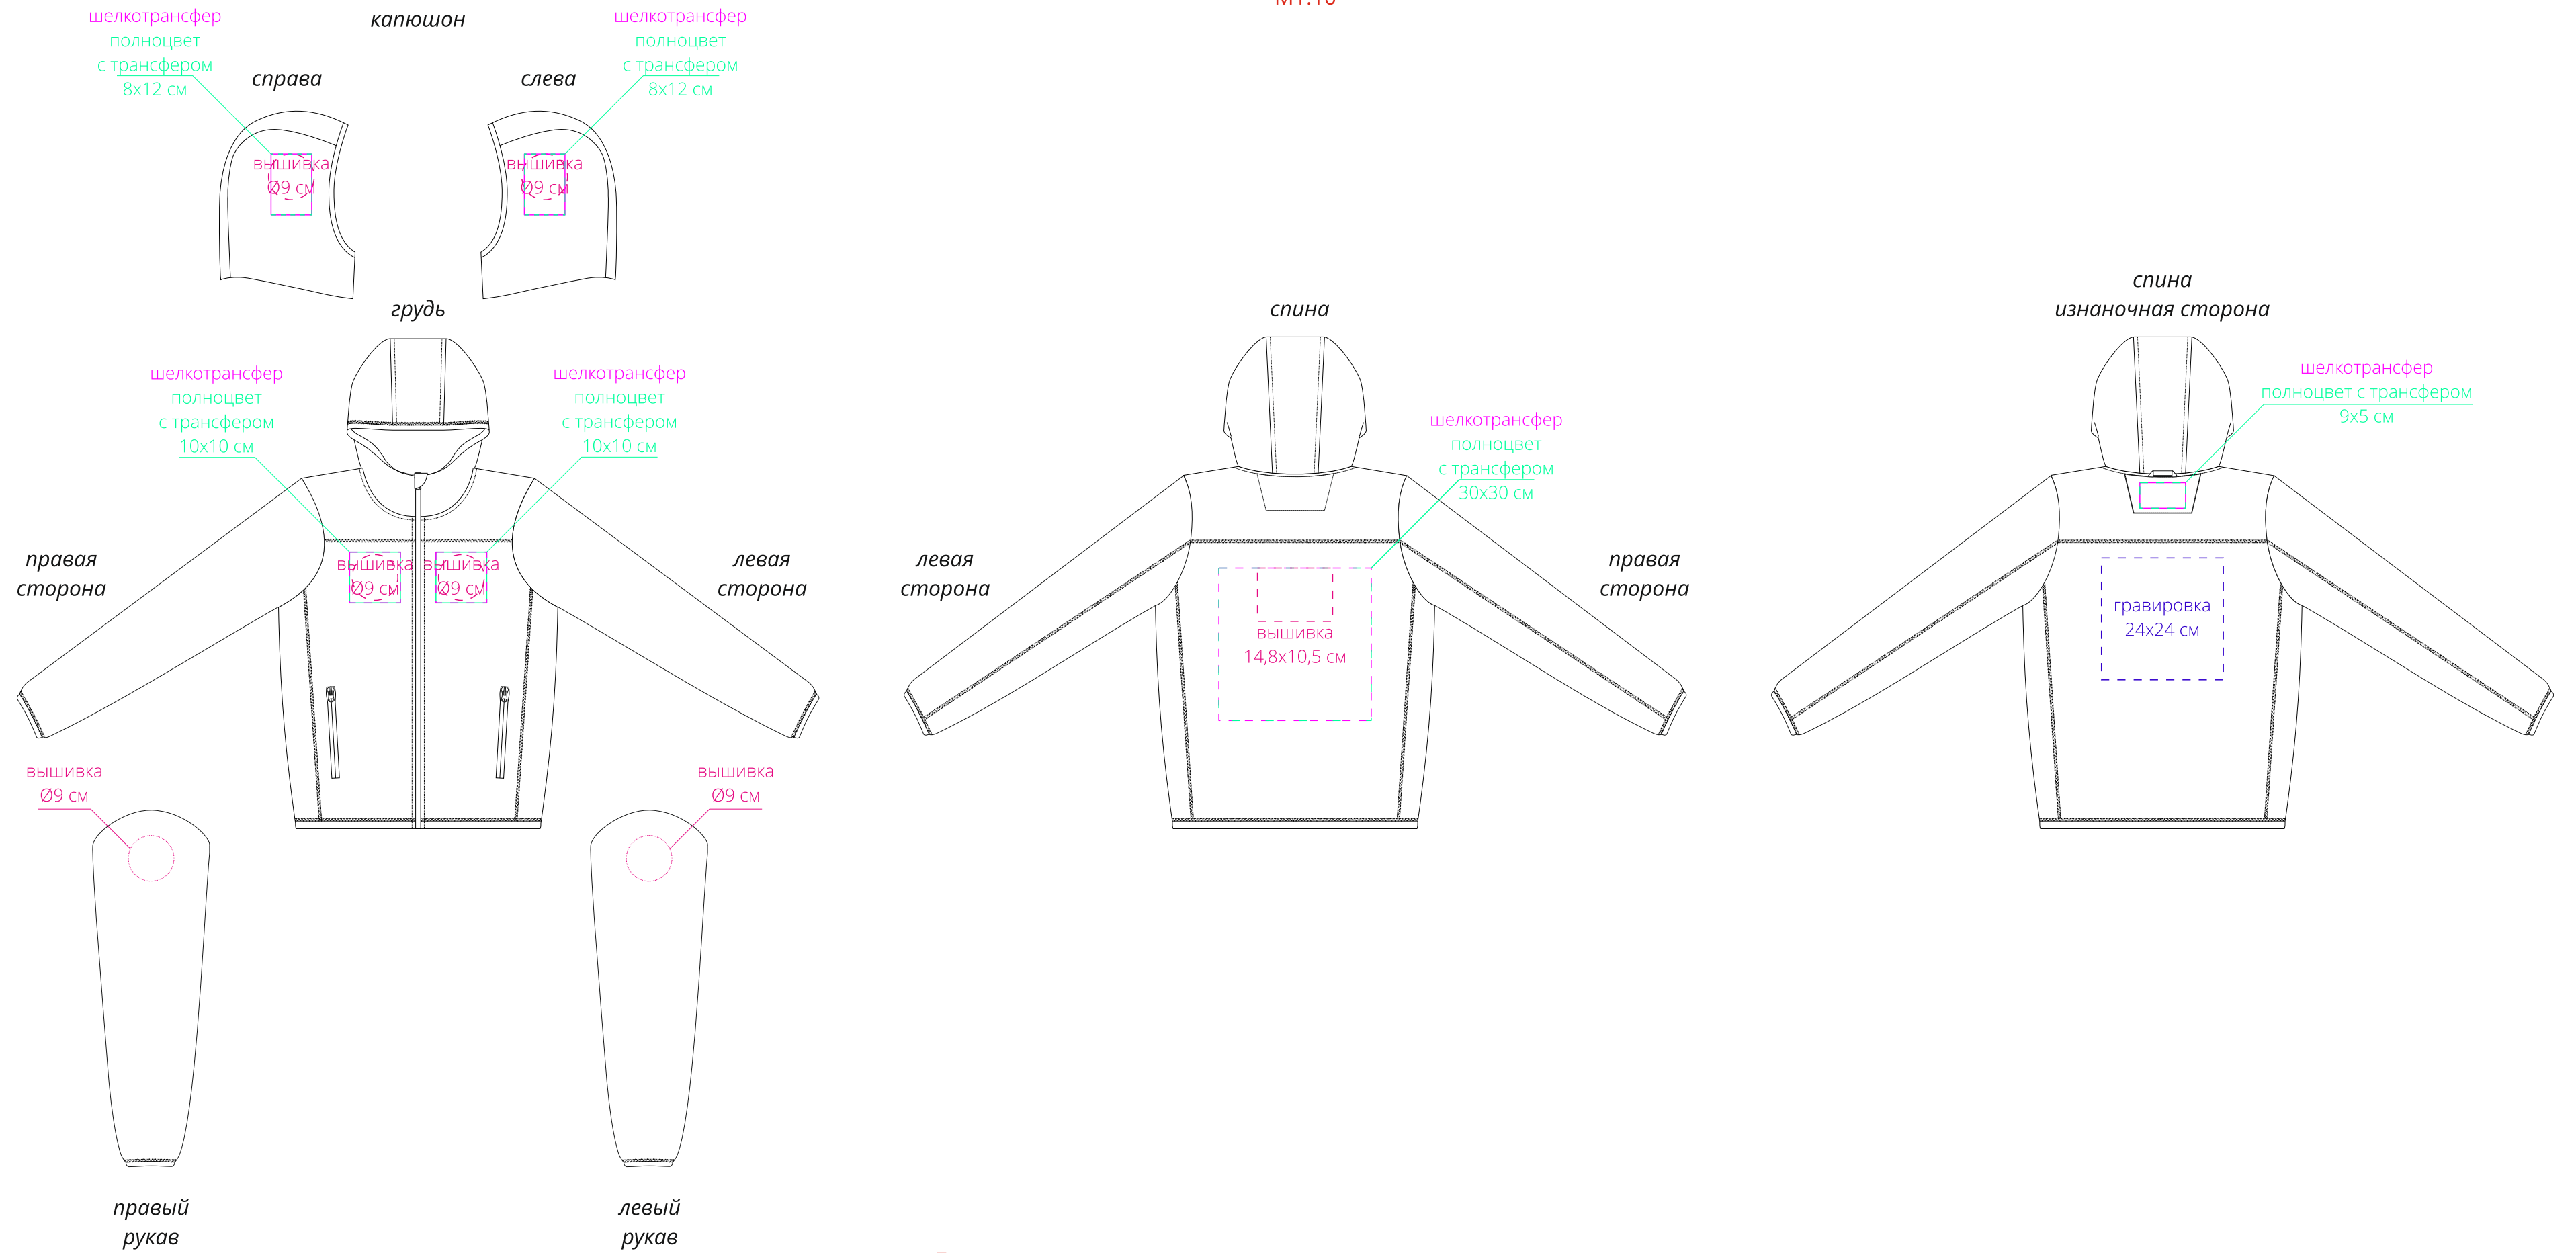 шелкотрансфер
полноцвет
с трансфером
8х12 см
капюшон
шелкотрансфер
полноцвет
с трансфером
8х12 см
справа
слева
вышивка
Ø9 см
вышивка
Ø9 см
грудь
шелкотрансфер
полноцвет
с трансфером
10х10 см
шелкотрансфер
полноцвет
с трансфером
10х10 см
правая
сторона
вышивка
Ø9 см
вышивка
Ø9 см
левая
сторона
вышивка
Ø9 см
вышивка
Ø9 см
правый
рукав
левый
рукав
спина
шелкотрансфер
полноцвет
с трансфером
30х30 см
левая
сторона
правая
сторона
вышивка
14,8х10,5 см
спина
изнаночная сторона
шелкотрансфер
полноцвет с трансфером
9х5 см
гравировка
24х24 см